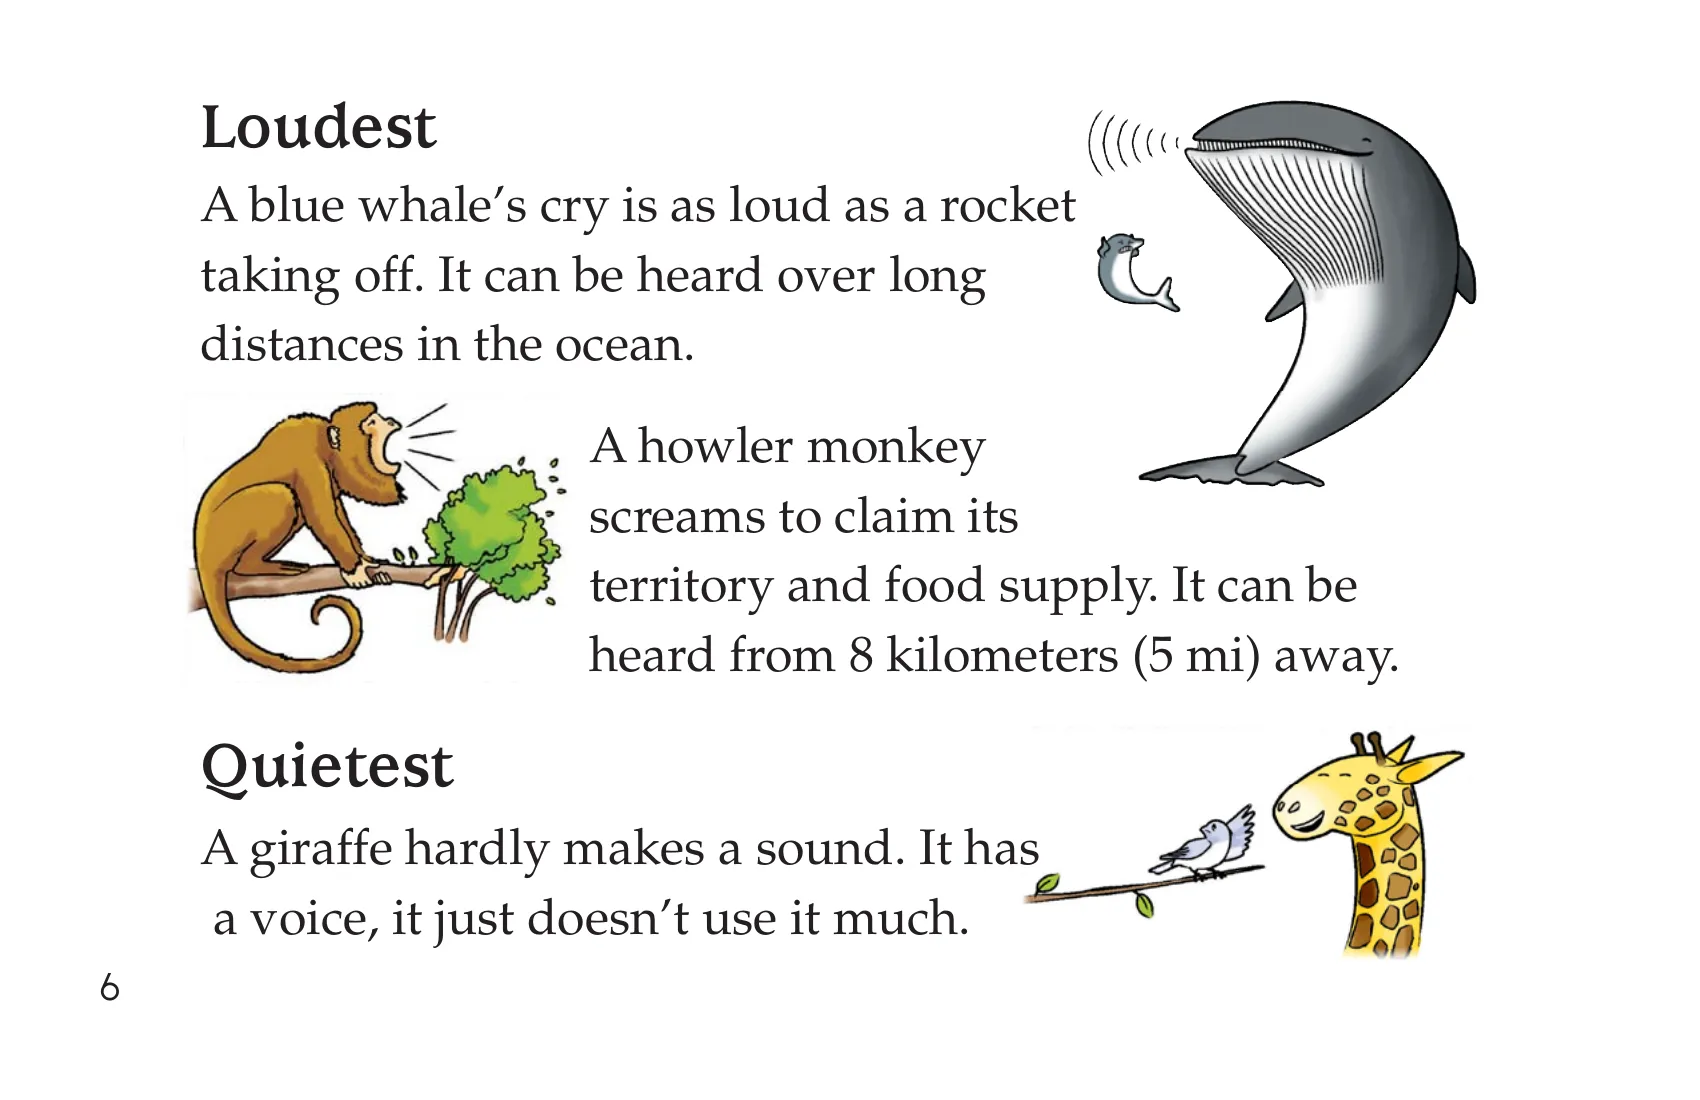 Loudest
A blue whale’s cry is as loud as a rocket
taking off. It can be heard over long
distances in the ocean.
A howler monkey
screams to claim its
territory and food supply. It can be
heard from 8 kilometers (5 mi) away.
Quietest
A giraffe hardly makes a sound. It has
a voice, it just doesn’t use it much.
6